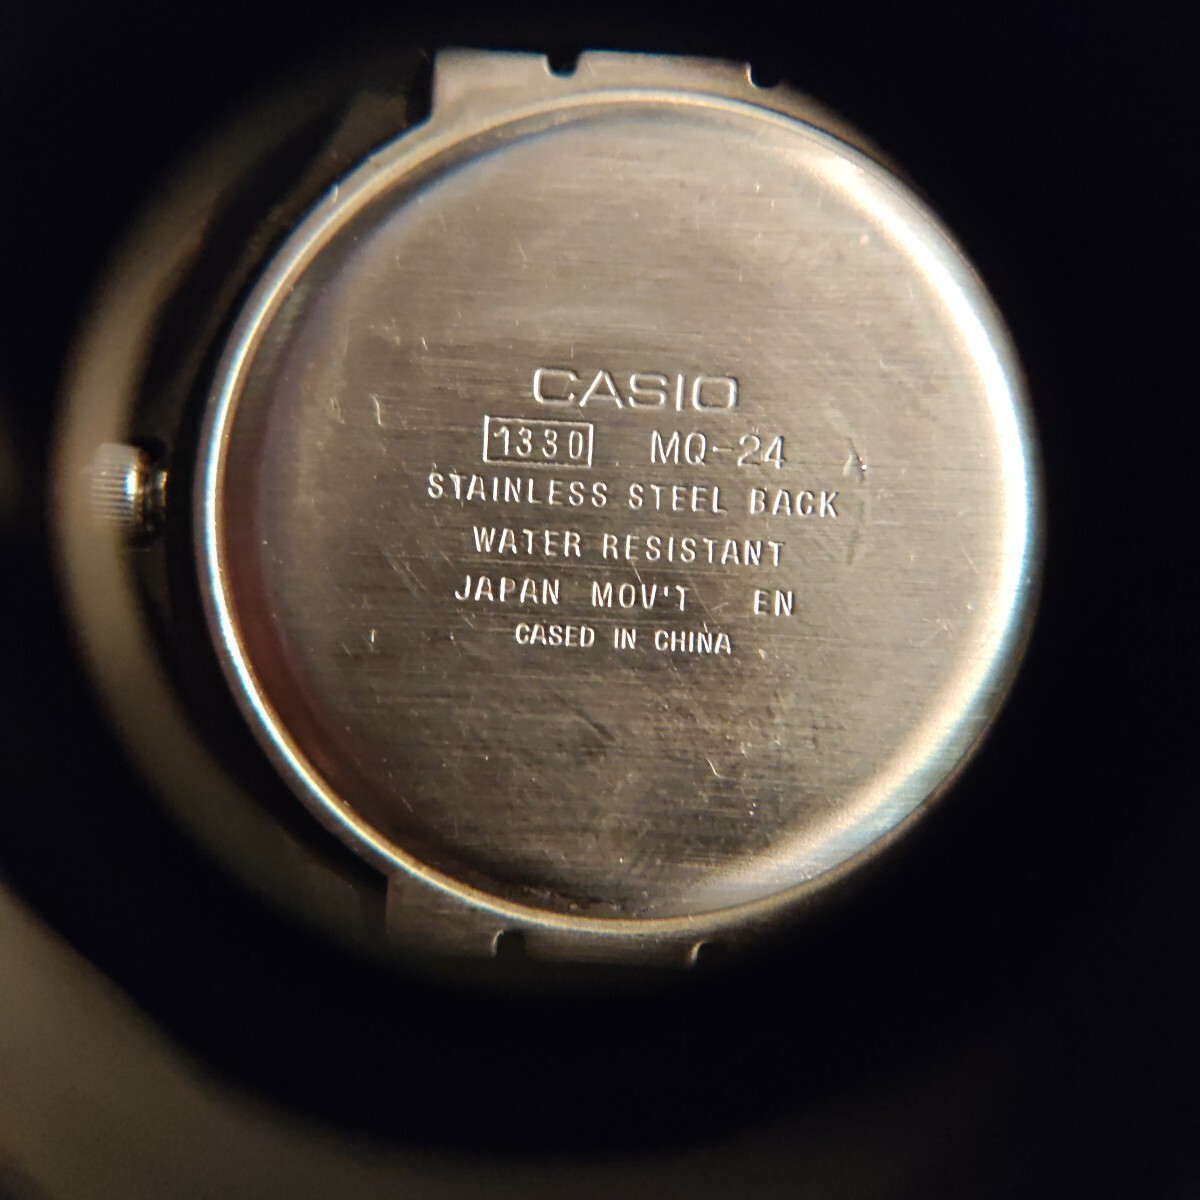 CASIO
1330 MQ-24
STAINLESS STEEL BACK
WATER RESISTANT
JAPAN MOV'T EN
CASED IN CHINA